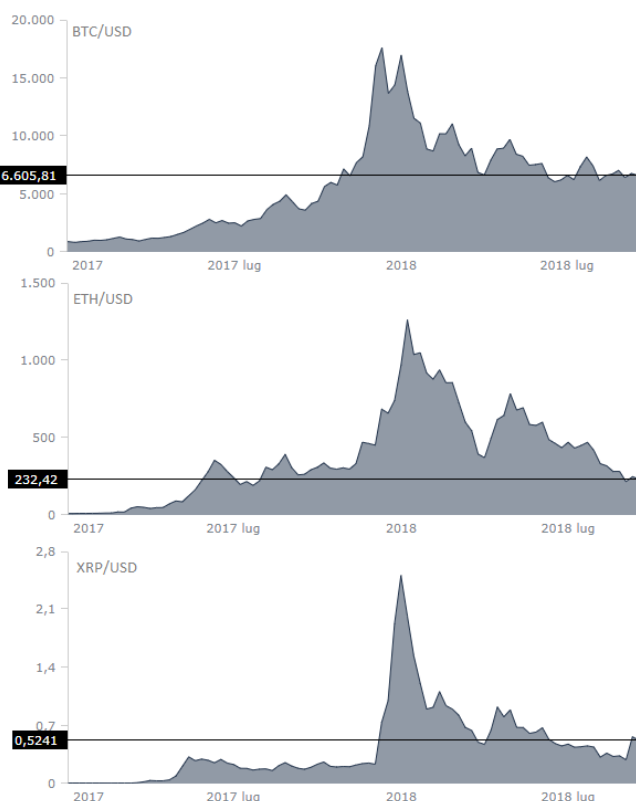 20.000
BTC/USD
15.000
10.000
6.605,81
5.000
0
2017 2017 lug 2018 2018 lug
1.500
ETH/USD
1.000
500
232,42
0
2017 2017 lug 2018 2018 lug
2,8
XRP/USD
2,1
1,4
0,7
0,5241
0
2017 2017 lug 2018 2018 lug